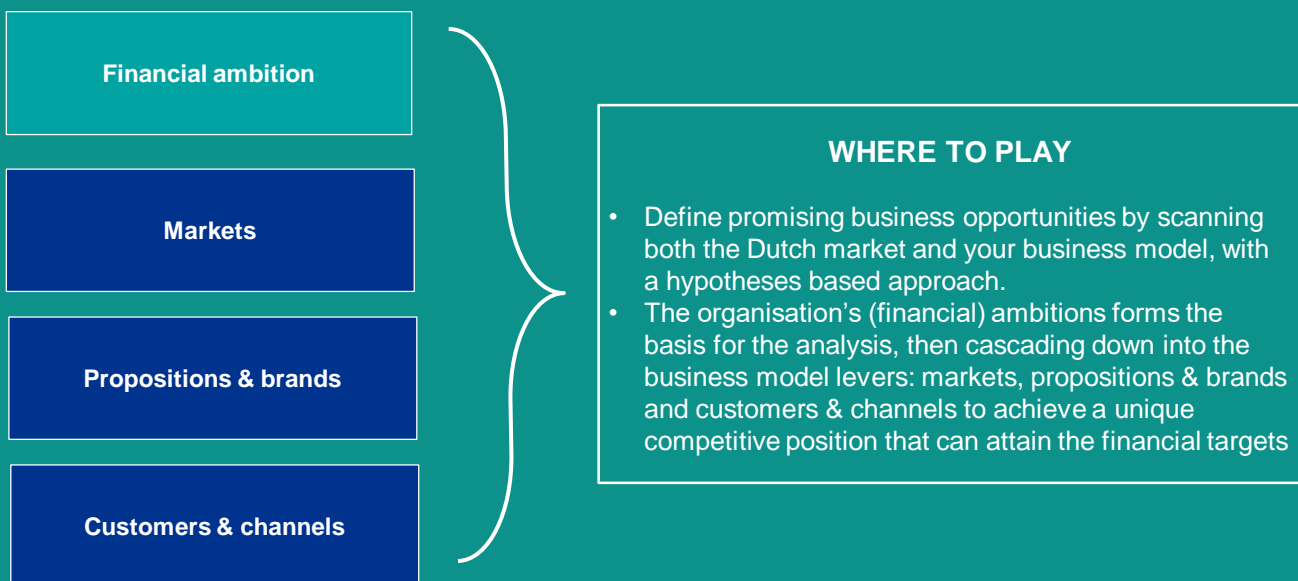 Financial ambition
Markets
Propositions & brands
Customers & channels
WHERE TO PLAY
• Define promising business opportunities by scanning
both the Dutch market and your business model, with
a hypotheses based approach.
• The organisation's (financial) ambitions forms the
basis for the analysis, then cascading down into the
business model levers: markets, propositions & brands
and customers & channels to achieve a unique
competitive position that can attain the financial targets